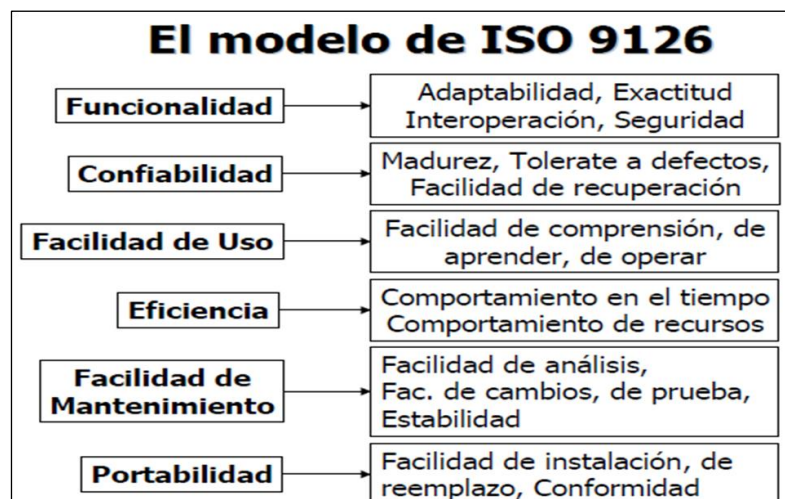 El modelo de ISO 9126
Funcionalidad
Adaptabilidad, Exactitud
Interoperación, Seguridad
Confiabilidad
Madurez, Tolerate a defectos,
Facilidad de recuperación
Facilidad de Uso
Facilidad de comprensión, de
aprender, de operar
Eficiencia
Comportamiento en el tiempo
Comportamiento de recursos
Facilidad de
Mantenimiento
Facilidad de análisis,
Fac. de cambios, de prueba,
Estabilidad
Portabilidad
Facilidad de instalación, de
reemplazo, Conformidad